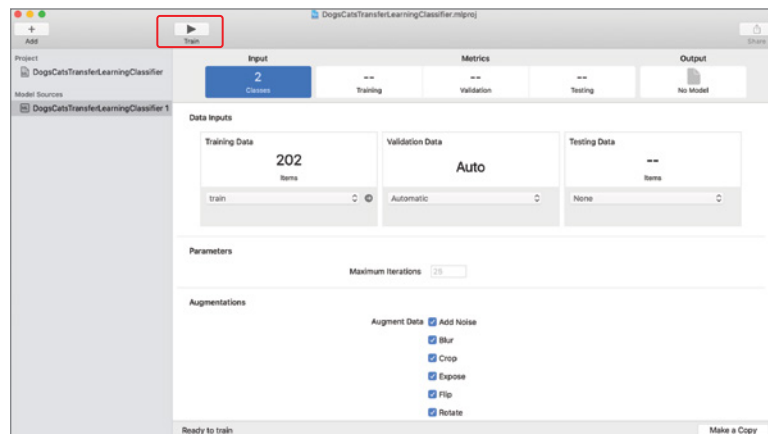 DogsCatsTransferLearningClassifier.mlproj
Add
Train
Share
Project
DogsCatsTransferLearningClassifier
Model Sources
DogsCatsTransferLearningClassifier 1
Input
Metrics
Output
2
Classes
--
Training
--
Validation
--
Testing
No Model
Data Inputs
Training Data
202
Items
train
Validation Data
Auto
Automatic
Testing Data
--
Items
None
Parameters
Maximum Iterations 25
Augmentations
Augment Data Add Noise
Blur
Crop
Expose
Flip
Rotate
Ready to train
Make a Copy